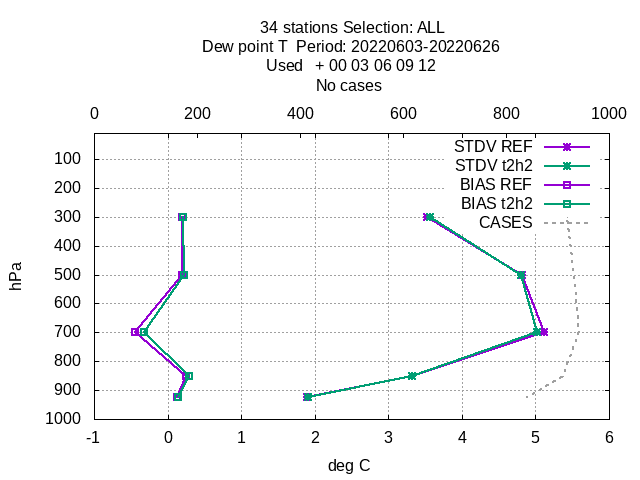 34 stations Selection: ALL
Dew point T  Period: 20220603-20220626
Used   + 00 03 06 09 12
No cases
0 200 400 600 800 1000
STDV REF
STDV t2h2
BIAS REF
BIAS t2h2
CASES
100
200
300
400
500
600
700
800
900
1000
hPa
-1 0 1 2 3 4 5 6
deg C